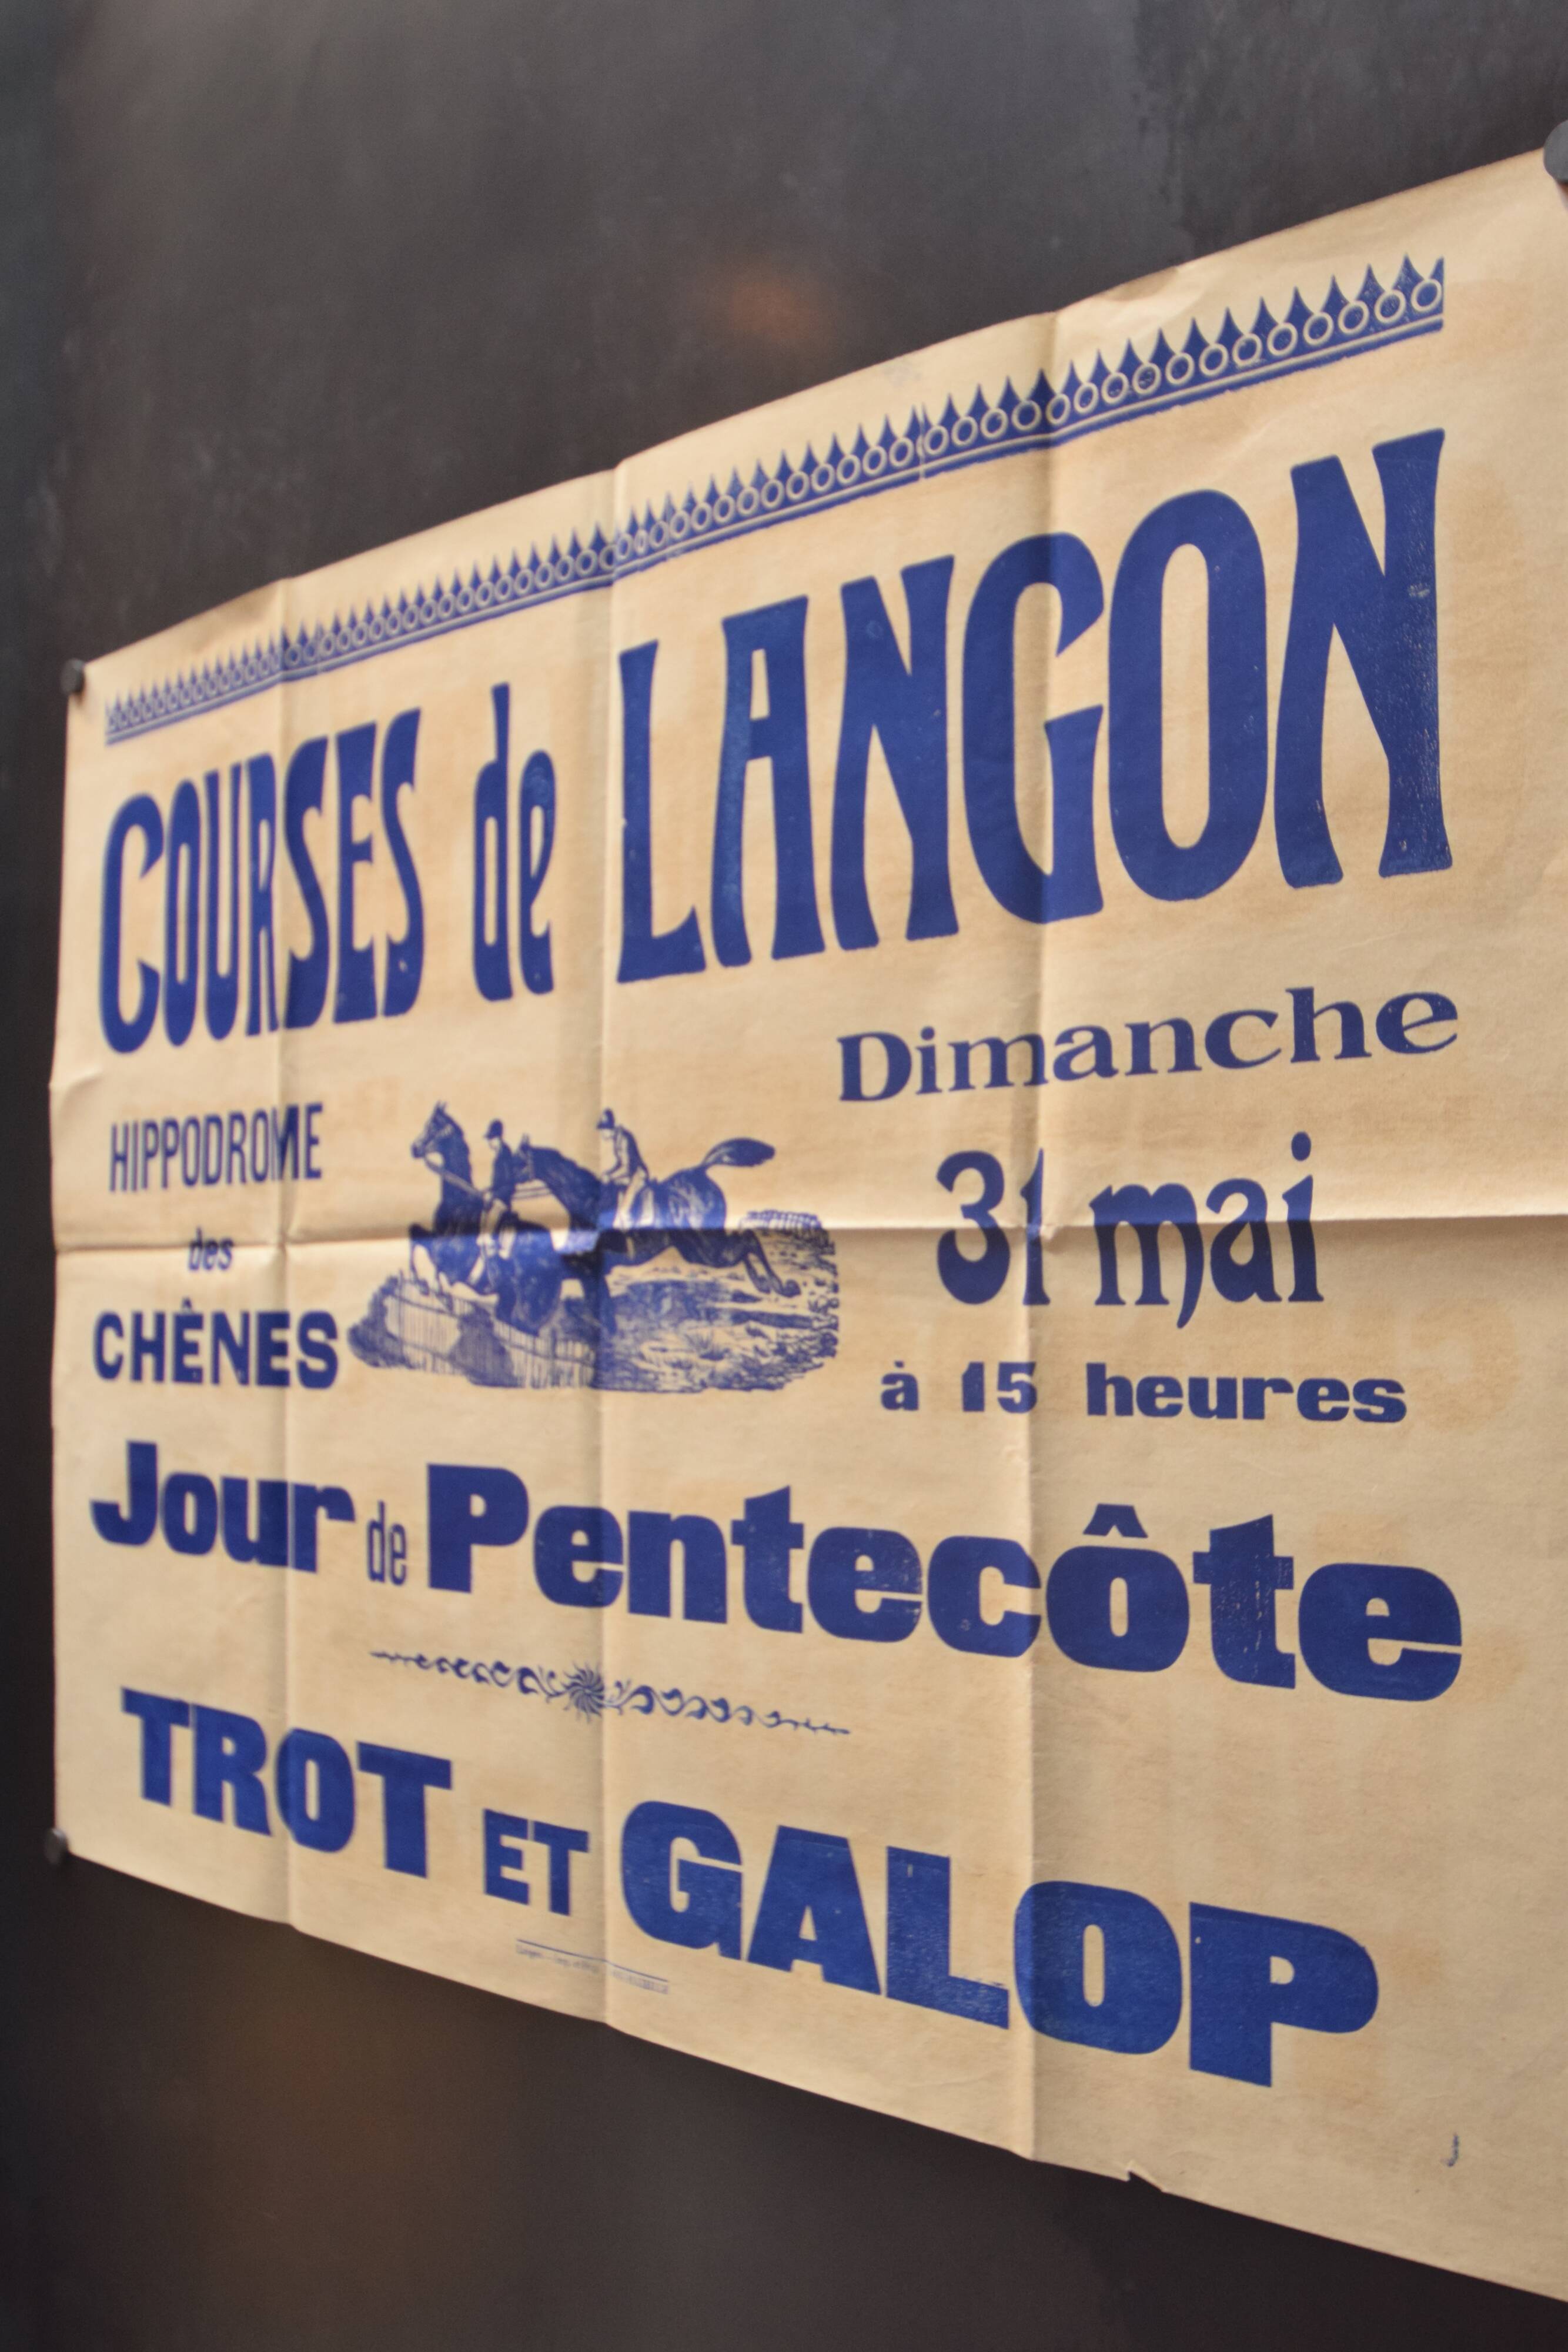 COURSES de LANGON
HIPPODROME
des
CHÊNES
Dimanche
31 mai
à 15 heures
Jour de Pentecôte
TROT ET GALOP